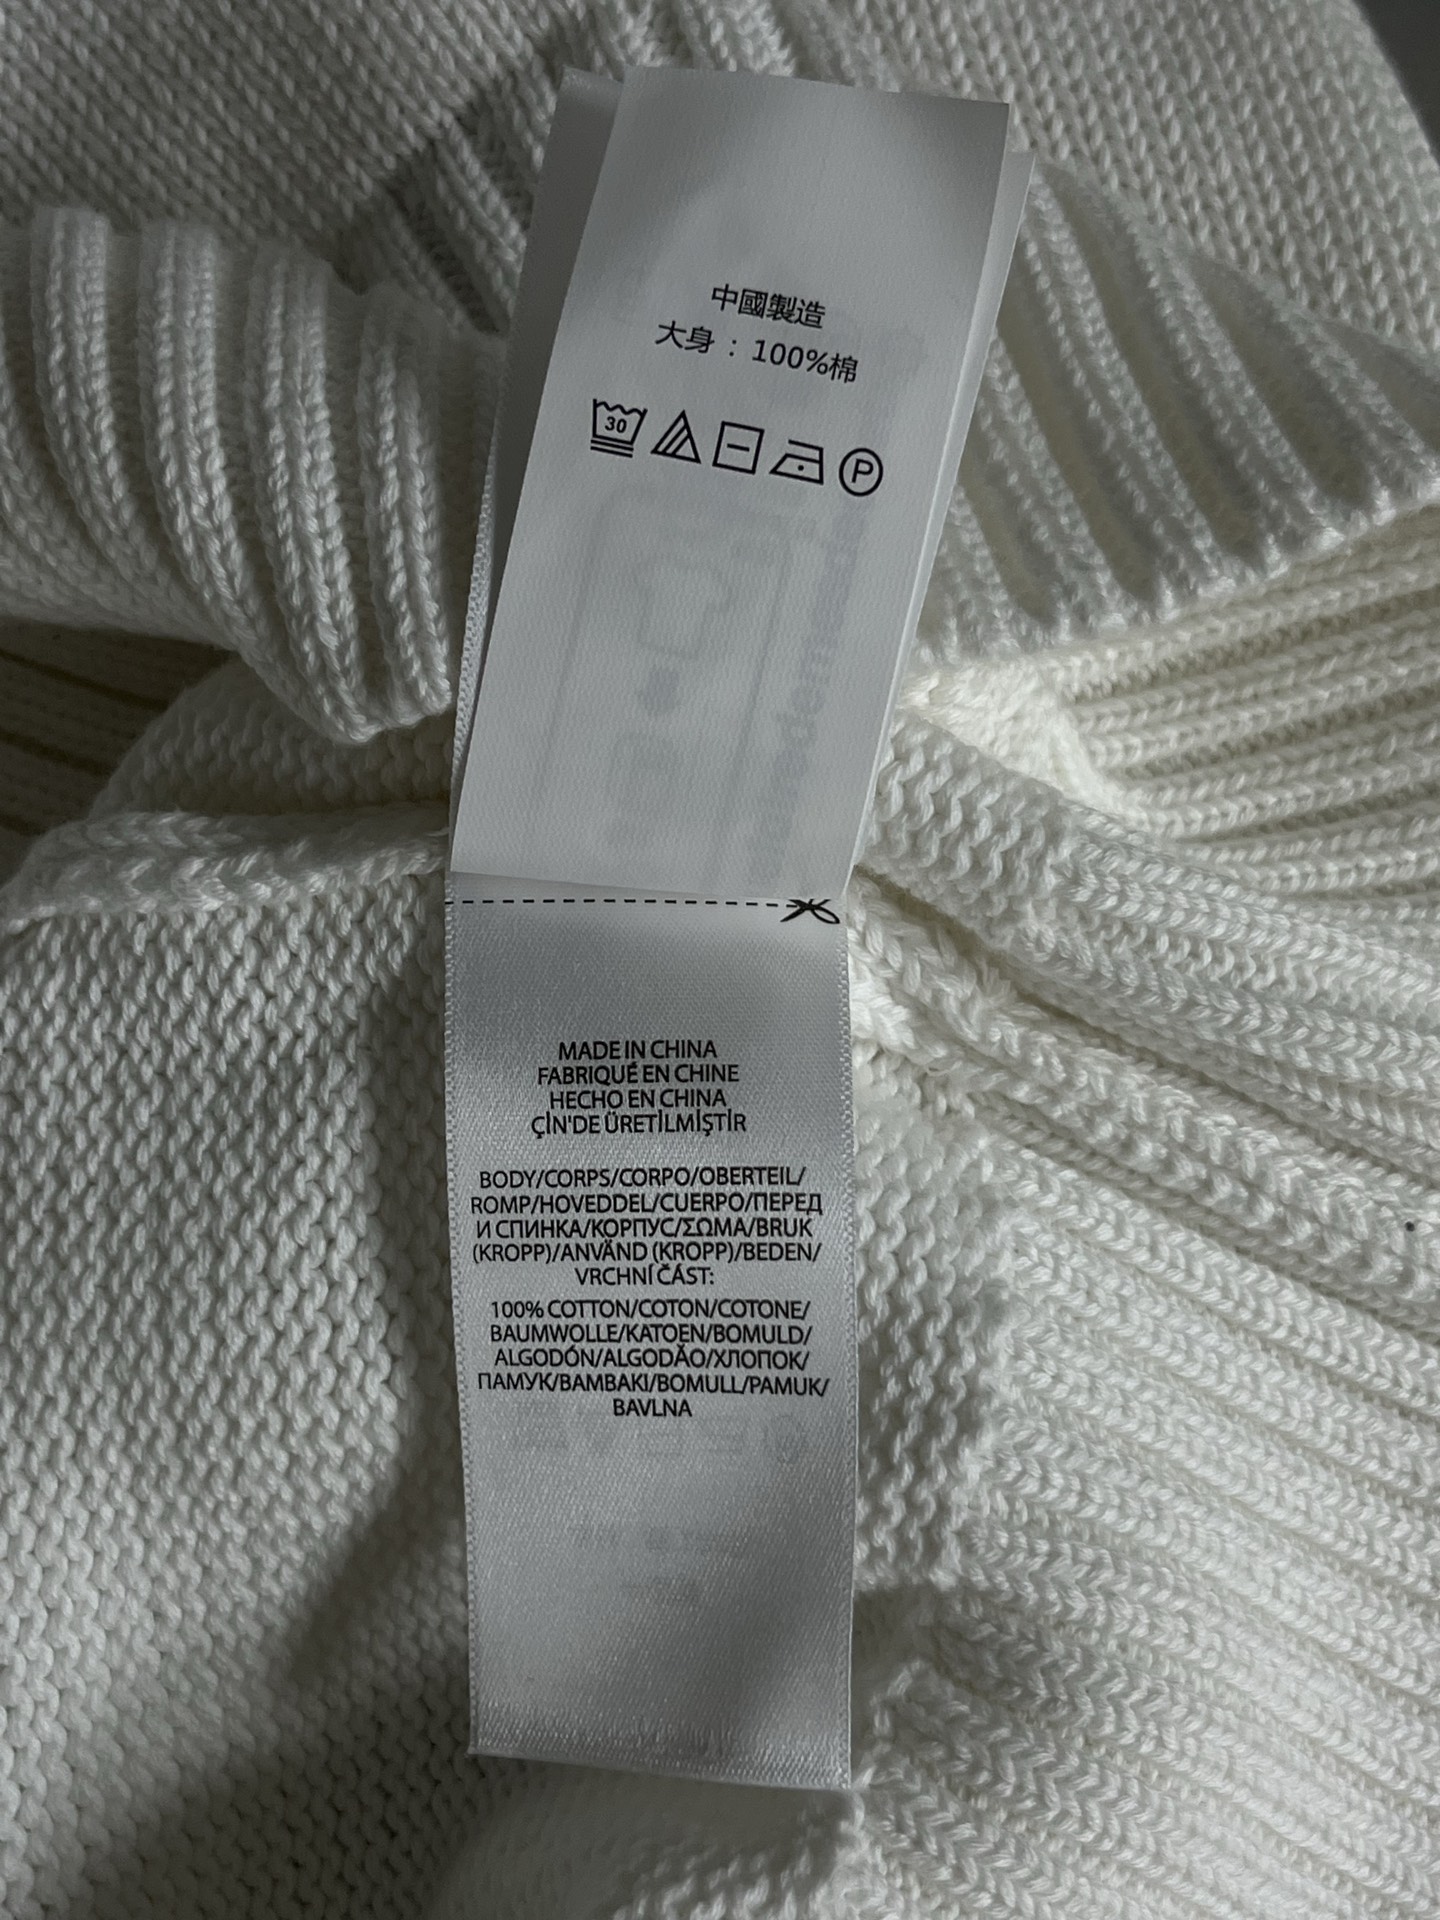 中國製造
大身：100%棉
30
P
MADE IN CHINA
FABRIQUÉ EN CHINE
HECHO EN CHINA
ÇİN'DE ÜRETİLMİŞTİR
BODY/CORPS/CORPO/OBERTEIL/
ROMP/HOVEDDEL/CUERPO/ПЕРЕД
И СПИНКА/КОРПУС/ΣΩΜΑ/BRUK
(KROPP)/ANVÄND (KROPP)/BEDEN/
VRCHNÍ ČÁST:
100% COTTON/COTON/COTONE/
BAUMWOLLE/KATOEN/BOMULD/
ALGODÓN/ALGODÃO/ХЛОПОК/
ПАМУК/BAMBAKI/BOMULL/PAMUK/
BAVLNA